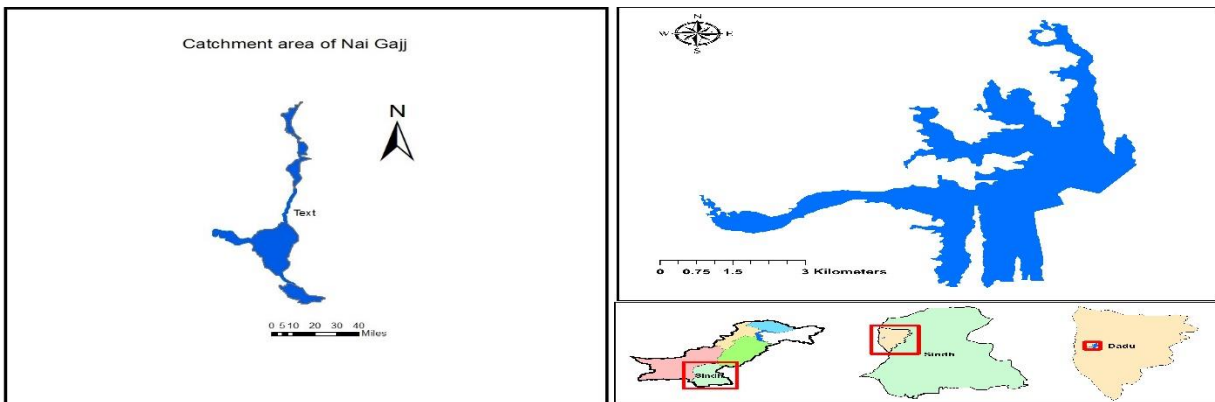 Catchment area of Nai Gajj
N
Text
0 5 10 20 30 40
Miles
N
W E
S
0 0.75 1.5 3 Kilometers
Sindh
Sindh
Dadu